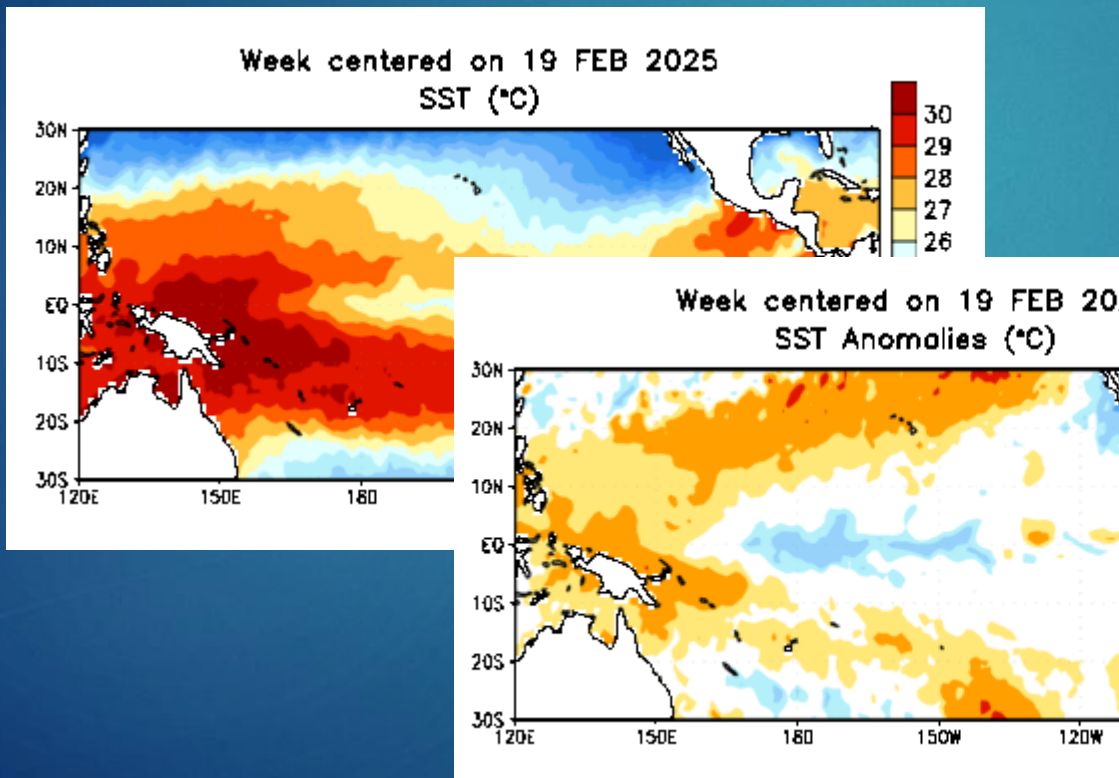 Week centered on 19 FEB 2025
SST (°C)
30N
20N
10N
EQ
10S
20S
30S
120E 150E 180
30
29
28
27
26
Week centered on 19 FEB 20
SST Anomalies (°C)
30N
20N
10N
EQ
10S
20S
30S
120E 150E 180 150W 120W